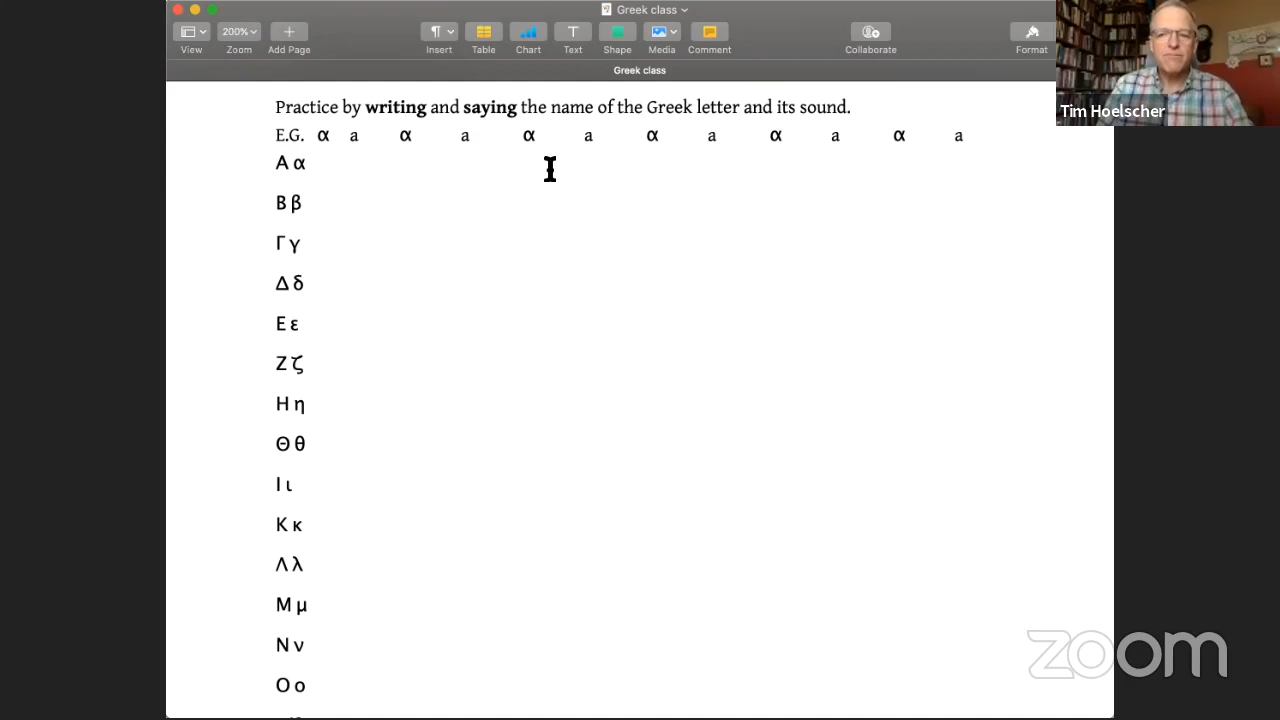 Greek class
200%
View Zoom Add Page Insert Table Chart Text Shape Media Comment Collaborate Format
Greek class
Tim Hoelscher
Practice by writing and saying the name of the Greek letter and its sound.
E.G. α a α a α a α a α a α a
Α α
Β β
Γ γ
Δ δ
Ε ε
Ζ ζ
Η η
Θ θ
Ι ι
Κ κ
Λ λ
Μ μ
Ν ν
Ο ο
zoom